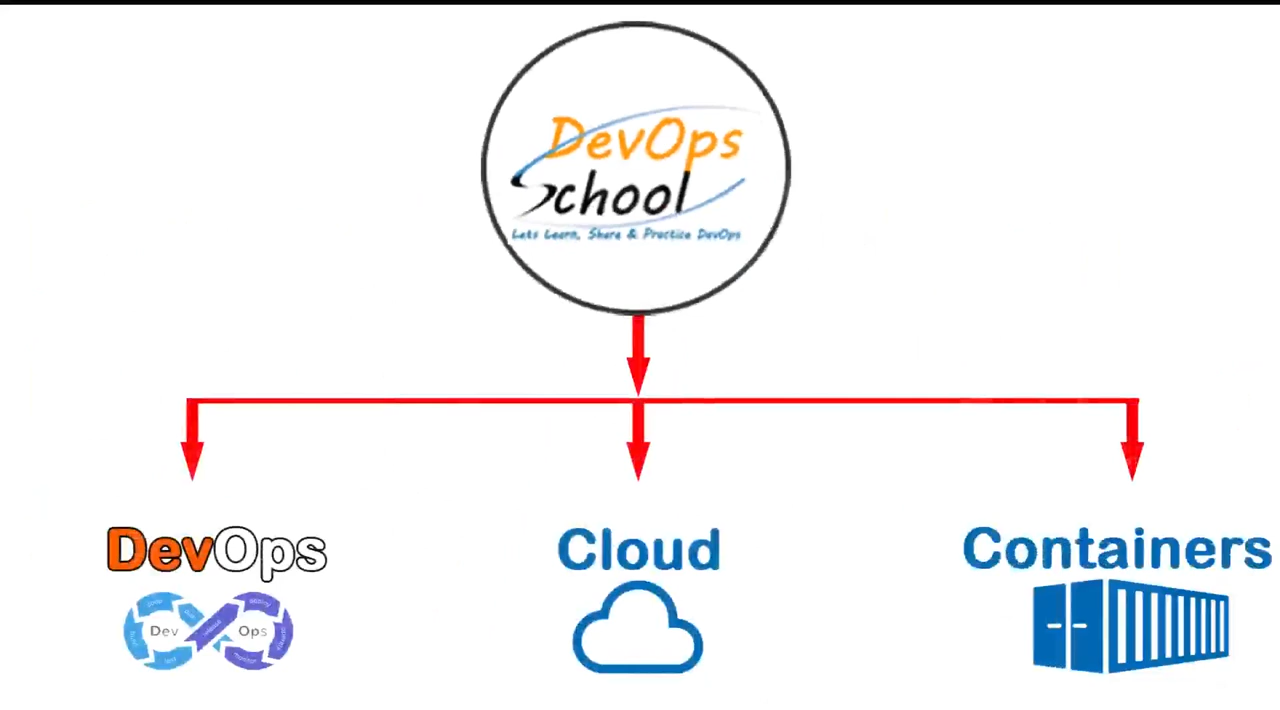 DevOps
School
Lets Learn, Share & Practice DevOps
DevOps
Cloud
Containers
Dev
Ops